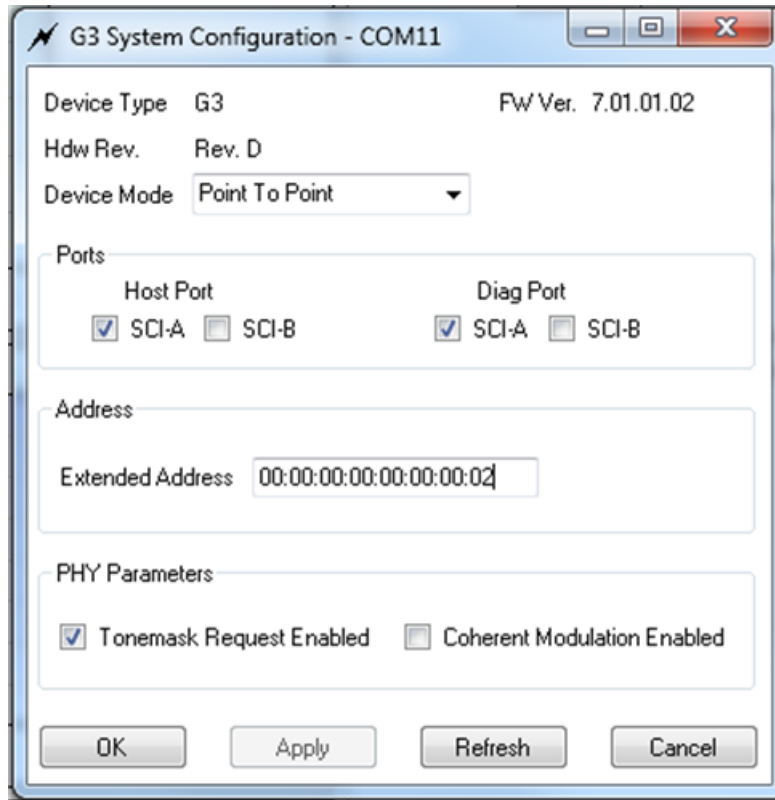 G3 System Configuration - COM11
Device Type G3 FW Ver. 7.01.01.02
Hdw Rev. Rev. D
Device Mode Point To Point
Ports
Host Port Diag Port
SCI-A SCI-B SCI-A SCI-B
Address
Extended Address 00:00:00:00:00:00:00:02
PHY Parameters
Tonemask Request Enabled Coherent Modulation Enabled
OK Apply Refresh Cancel